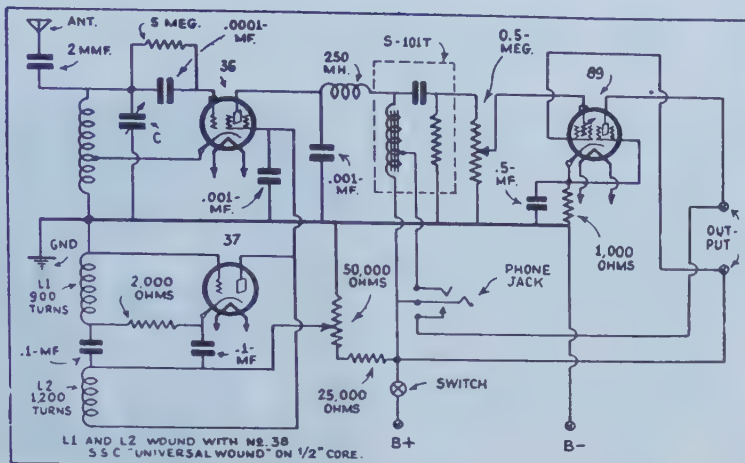 ANT.
2 MMF.
5 MEG.
.0001-
MF.
36
C
.001-
MF.
250
MH.
.001-
MF.
S-101T
0.5-
MEG.
89
.5-
MF.
1,000
OHMS
OUT-
PUT
GND
L1
900
TURNS
37
2,000
OHMS
.1-MF
.1-
MF
L2
1,200
TURNS
50,000
OHMS
25,000
OHMS
PHONE
JACK
SWITCH
B+
B-
L1 AND L2 WOUND WITH No. 38
S S C "UNIVERSAL WOUND" ON 1/2" CORE.